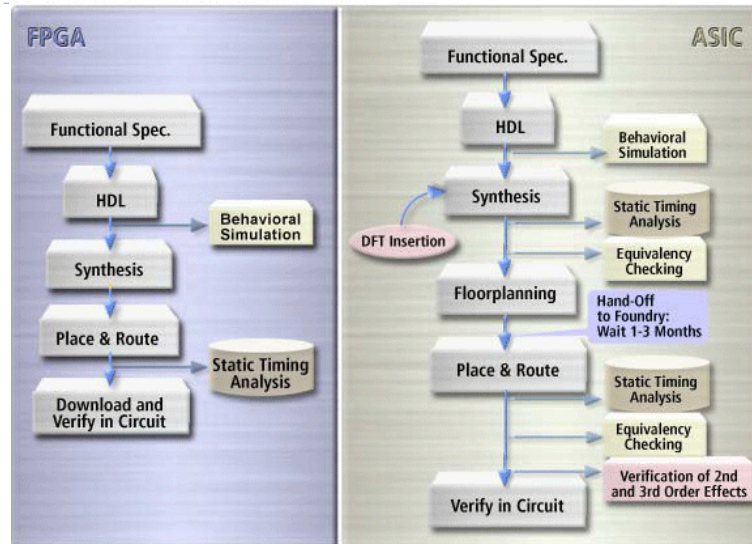 FPGA
Functional Spec.
HDL
Behavioral
Simulation
Synthesis
Place & Route
Static Timing
Analysis
Download and
Verify in Circuit
ASIC
Functional Spec.
HDL
Behavioral
Simulation
Synthesis
DFT Insertion
Static Timing
Analysis
Equivalency
Checking
Floorplanning
Hand-Off
to Foundry:
Wait 1-3 Months
Place & Route
Static Timing
Analysis
Equivalency
Checking
Verification of 2nd
and 3rd Order Effects
Verify in Circuit